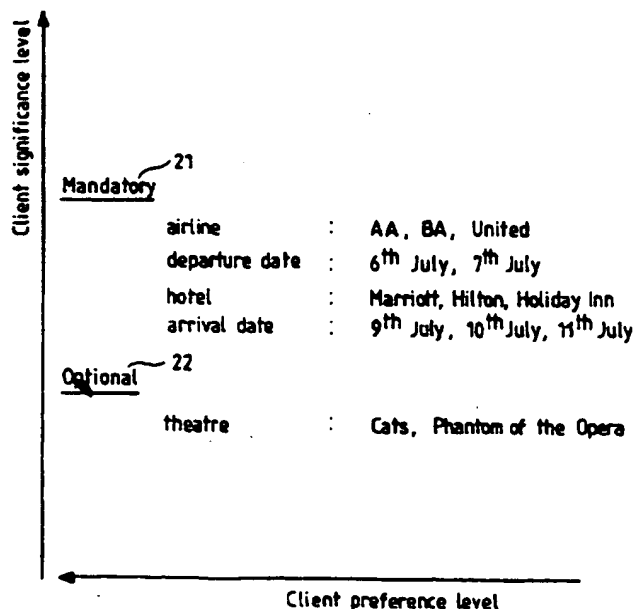 Client significance level
21
Mandatory
airline : AA, BA, United
departure date : 6th July, 7th July
hotel : Marriott, Hilton, Holiday Inn
arrival date : 9th July, 10th July, 11th July
22
Optional
theatre : Cats, Phantom of the Opera
Client preference level